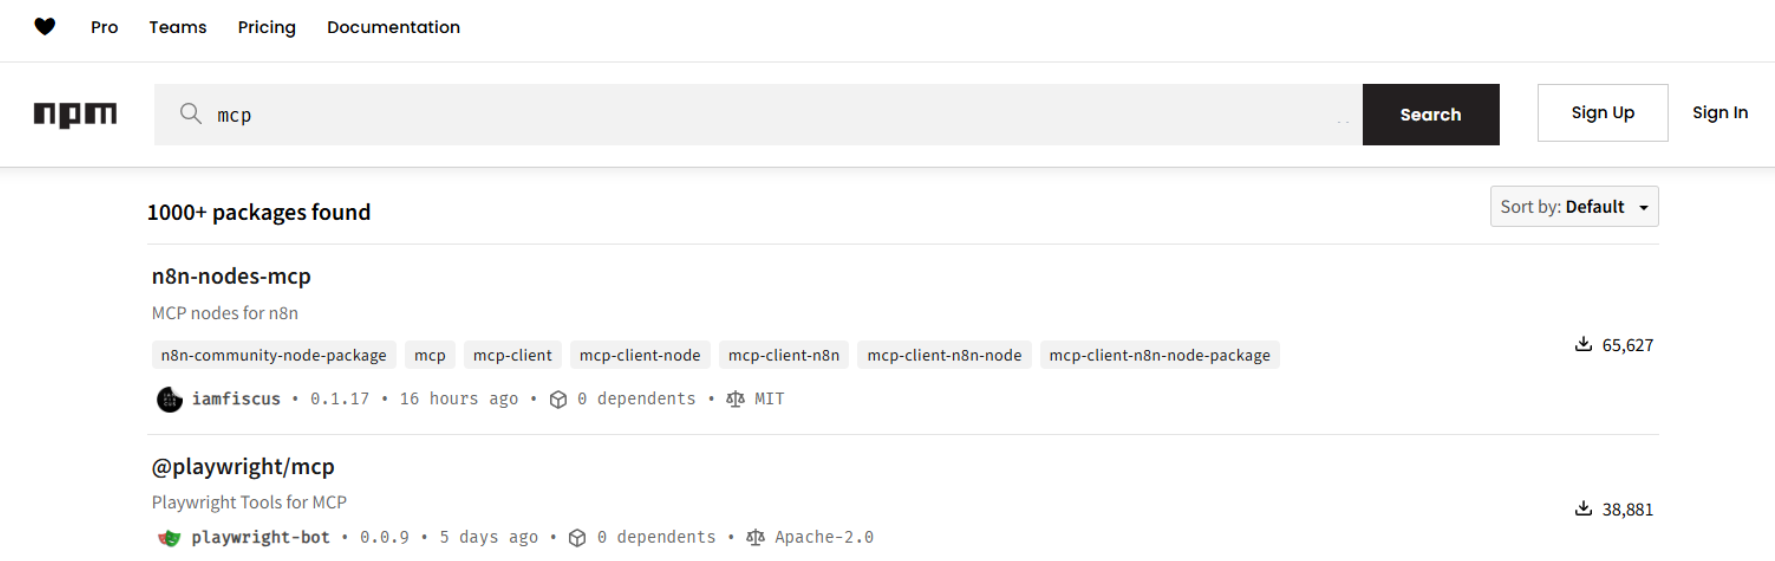 Pro Teams Pricing Documentation
npm mcp Search Sign Up Sign In
1000+ packages found Sort by: Default
n8n-nodes-mcp
MCP nodes for n8n
n8n-community-node-package mcp mcp-client mcp-client-node mcp-client-n8n mcp-client-n8n-node mcp-client-n8n-node-package
65,627
iamfiscus • 0.1.17 • 16 hours ago • 0 dependents • MIT
@playwright/mcp
Playwright Tools for MCP
38,881
playwright-bot • 0.0.9 • 5 days ago • 0 dependents • Apache-2.0